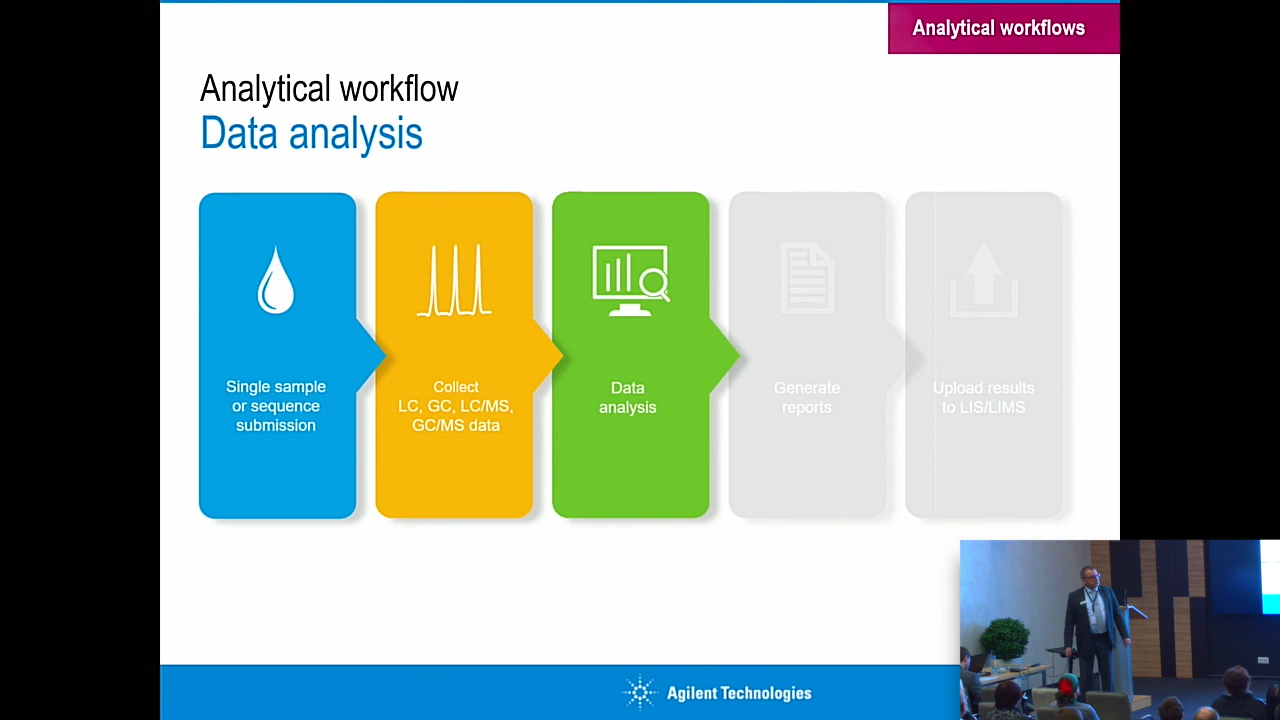 Analytical workflows
Analytical workflow
Data analysis
Single sample
or sequence
submission
Collect
LC, GC, LC/MS,
GC/MS data
Data
analysis
Generate
reports
Upload results
to LIS/LIMS
Agilent Technologies